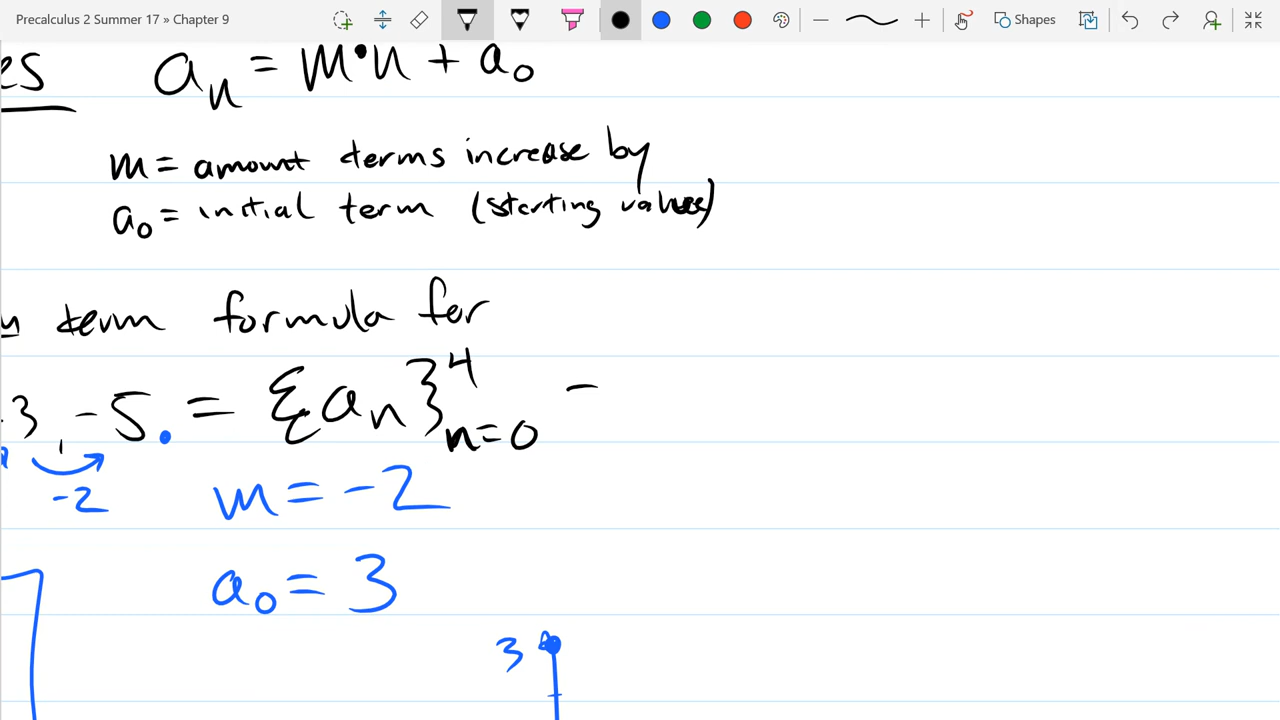 Precalculus 2 Summer 17 » Chapter 9
Shapes
es aₙ = m•n + a₀
m = amount terms increase by
a₀ = initial term (starting value)
term formula for
3, -5. = {aₙ}⁴ₙ₌₀ =
-2 m = -2
a₀ = 3
3